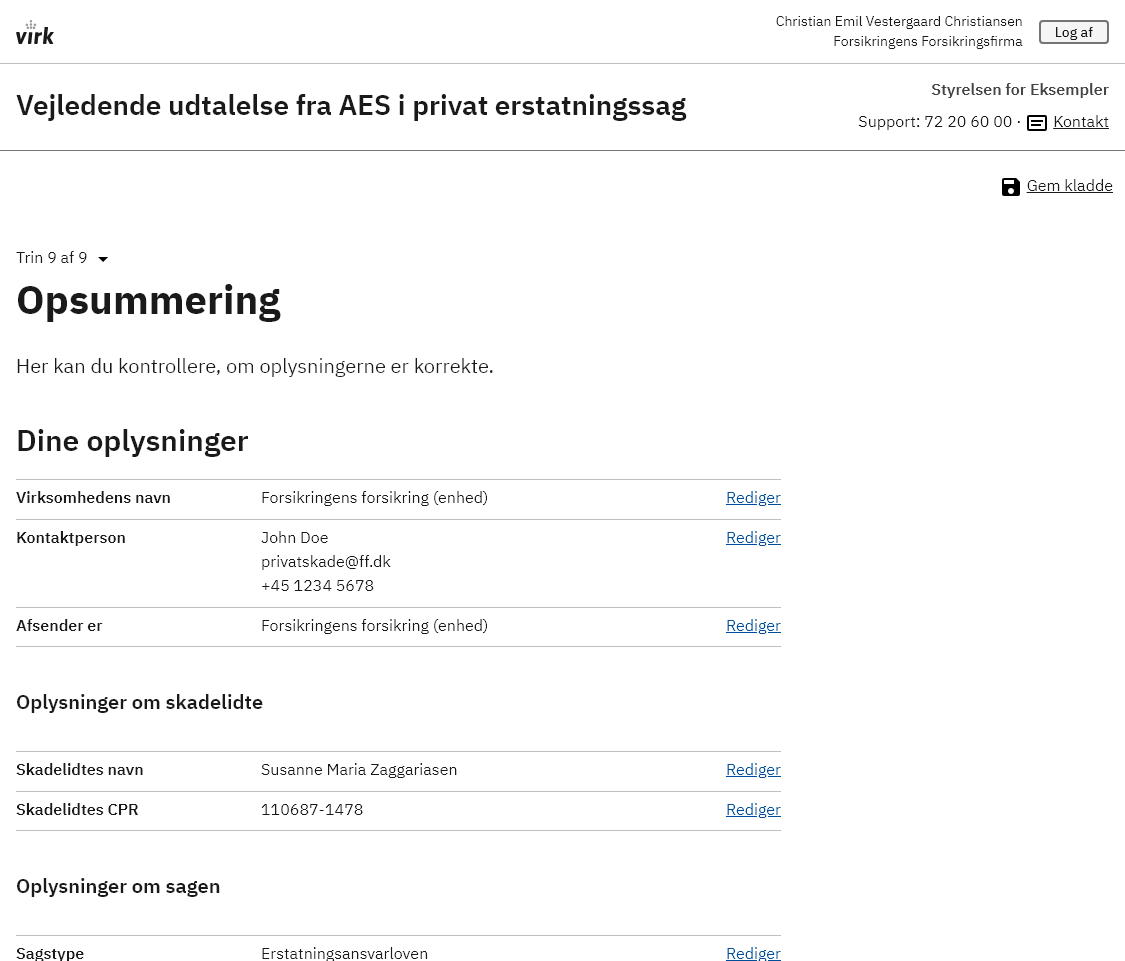 virk
Christian Emil Vestergaard Christiansen
Forsikringens Forsikringsfirma
Log af
Vejledende udtalelse fra AES i privat erstatningssag
Styrelsen for Eksempler
Support: 72 20 60 00 · Kontakt
Gem kladde
Trin 9 af 9
Opsummering
Her kan du kontrollere, om oplysningerne er korrekte.
Dine oplysninger
Virksomhedens navn Forsikringens forsikring (enhed) Rediger
Kontaktperson John Doe Rediger
privatskade@ff.dk
+45 1234 5678
Afsender er Forsikringens forsikring (enhed) Rediger
Oplysninger om skadelidte
Skadelidtes navn Susanne Maria Zaggariasen Rediger
Skadelidtes CPR 110687-1478 Rediger
Oplysninger om sagen
Sagstype Erstatningsansvarloven Rediger